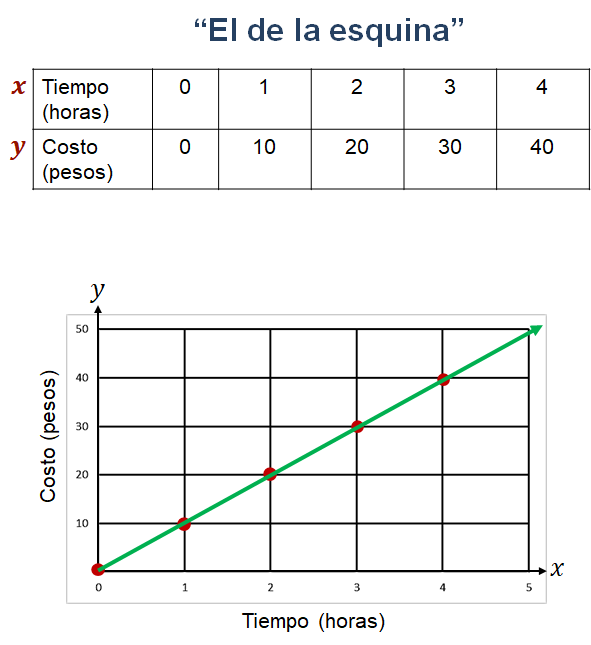 “El de la esquina”
x Tiempo (horas) 0 1 2 3 4
y Costo (pesos) 0 10 20 30 40
y
50
40
30
20
10
Costo (pesos)
0 1 2 3 4 5
x
Tiempo (horas)